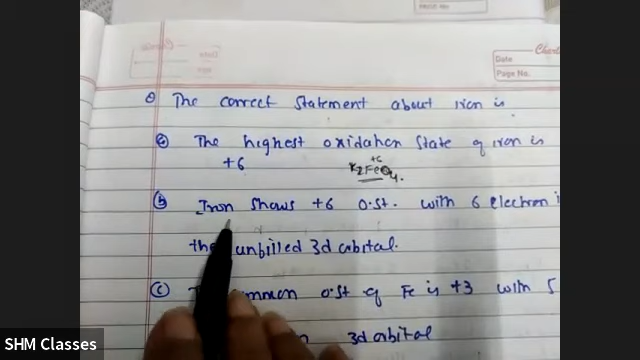 Date
Page No.
The correct statement about iron is
(a) The highest oxidation state of iron is
+6
+6
K2FeO4.
(b) Iron shows +6 O.St. with 6 electron
the unbilled 3d orbital.
(c) common O.St of Fe is +3 with 5
3d orbital
SHM Classes